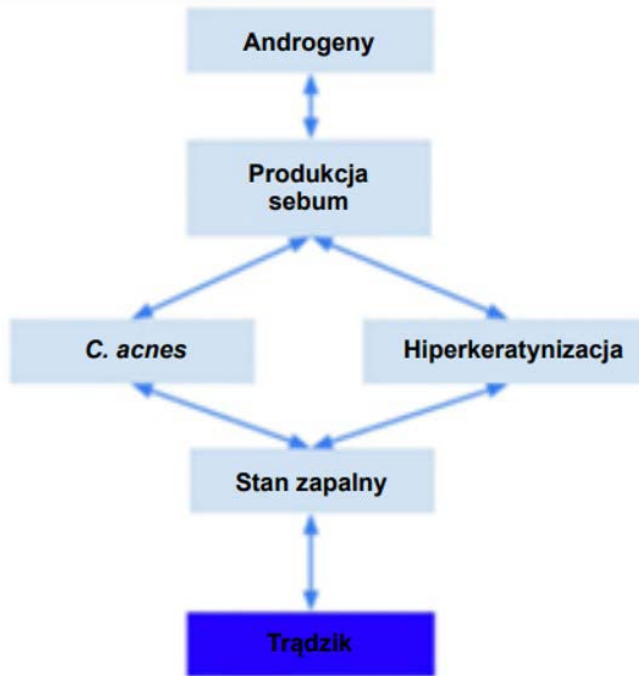 Androgeny
Produkcja
sebum
C. acnes
Hiperkeratynizacja
Stan zapalny
Trądzik